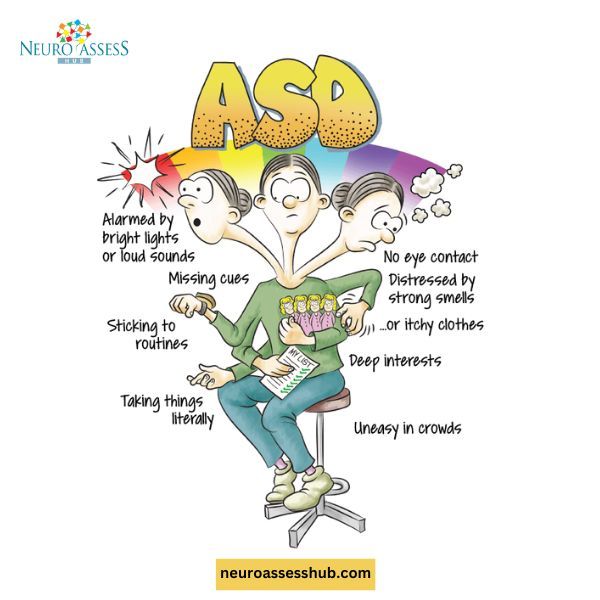 NEURO ASSESS
HUB
ASD
Alarmed by
bright lights
or loud sounds
No eye contact
Missing cues
Distressed by
strong smells
...or itchy clothes
Sticking to
routines
MY LIST
Deep interests
Taking things
literally
Uneasy in crowds
neuroassesshub.com